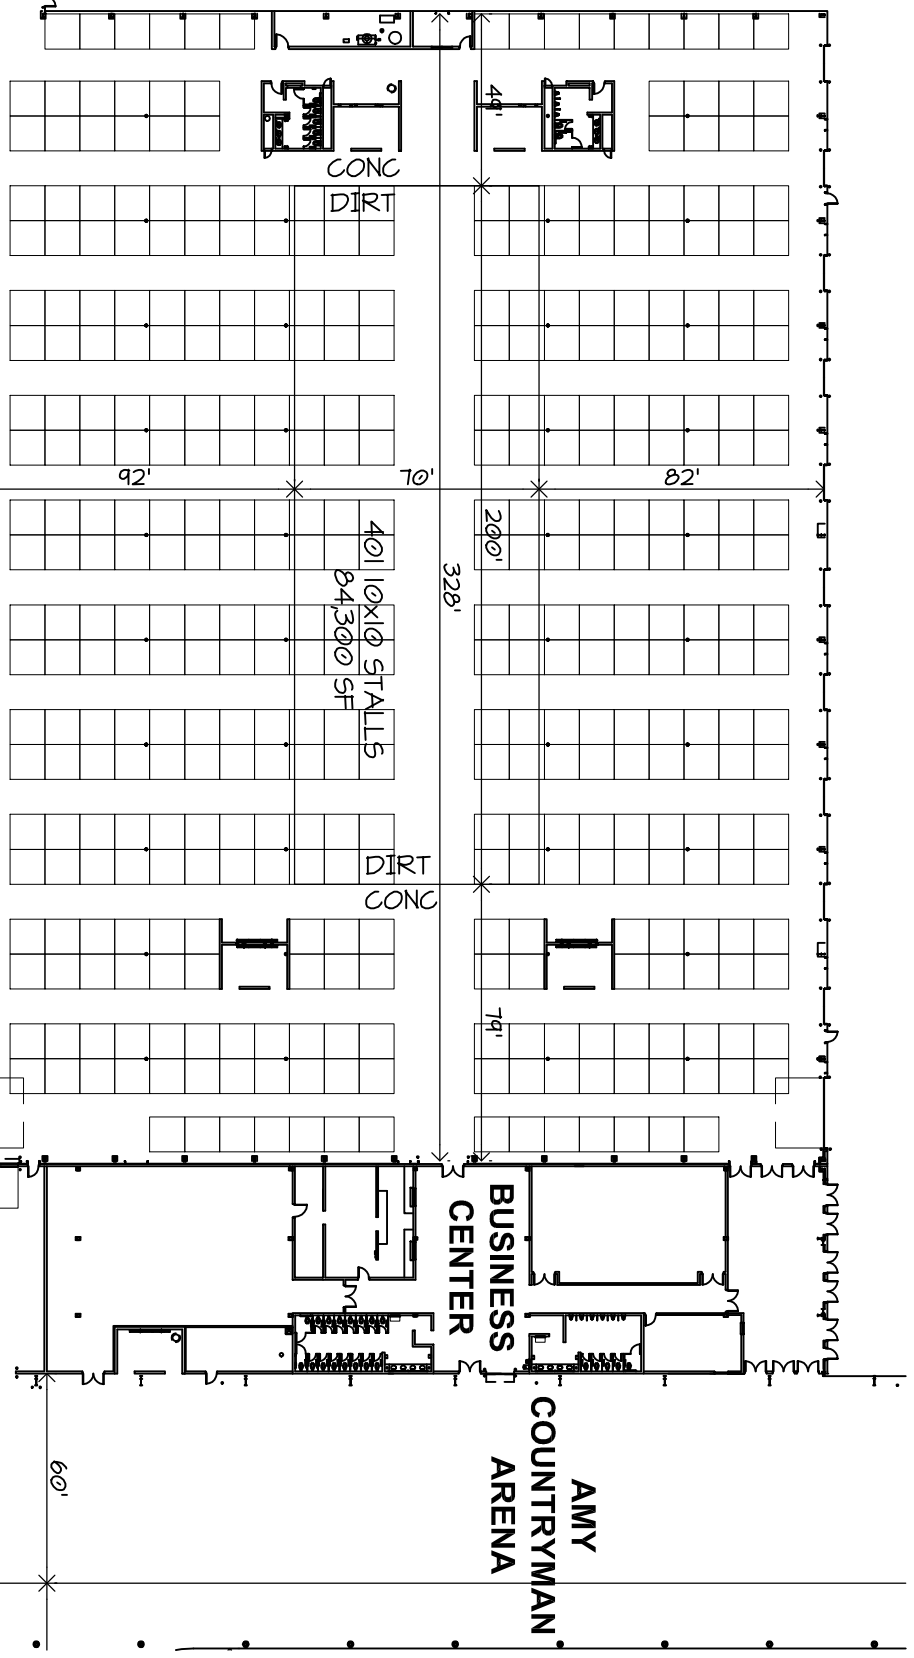 49'
CONC
DIRT
92'
70'
82'
200'
328'
401 10x10 STALLS
84,300 SF
DIRT
CONC
79'
BUSINESS
CENTER
60'
AMY
COUNTRYMAN
ARENA